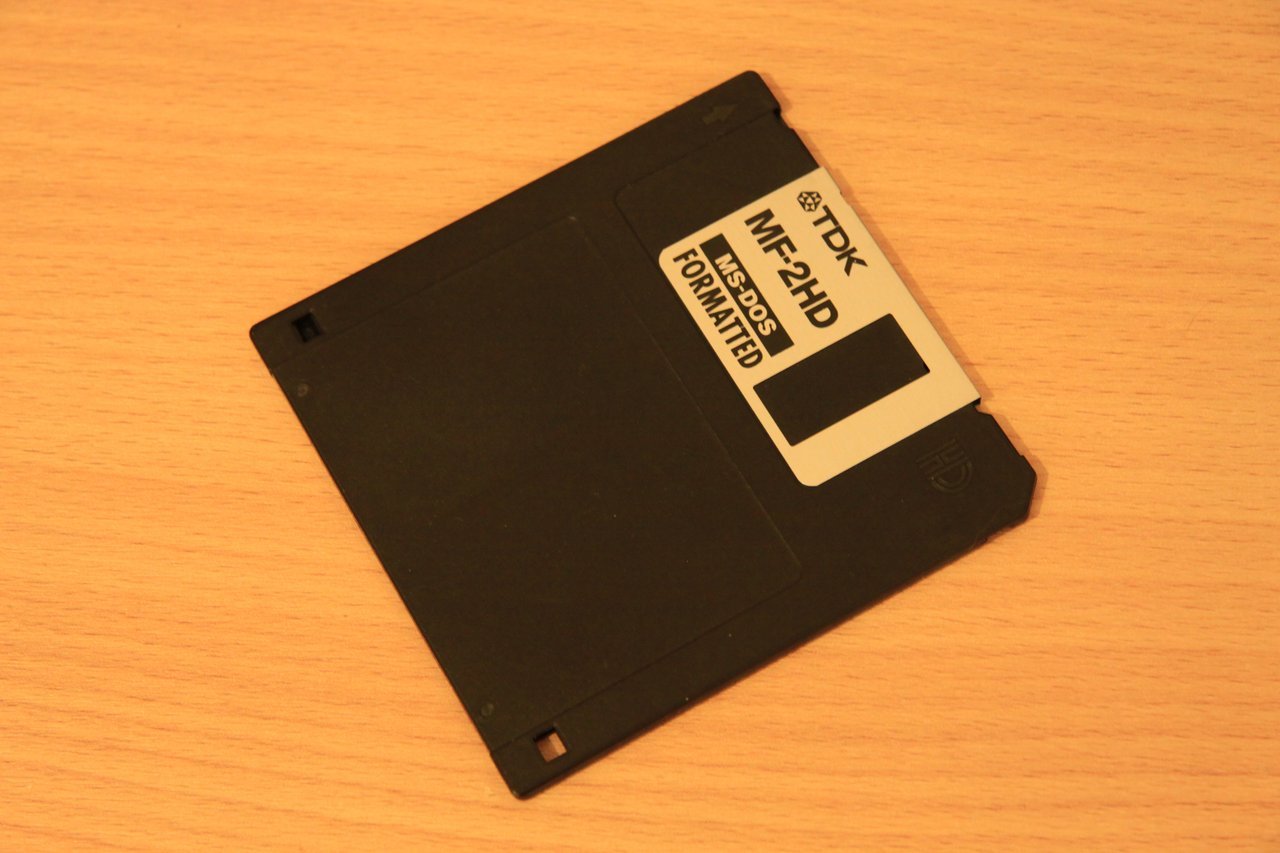 TDK
MF-2HD
MS-DOS
FORMATTED
HD